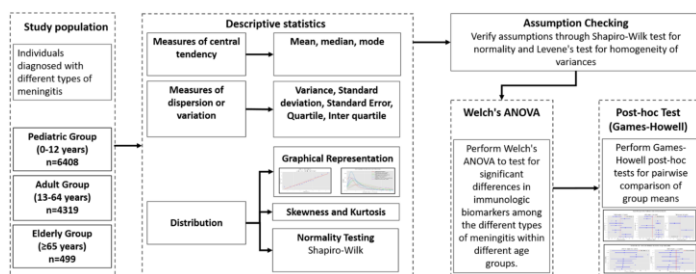 Study population
Individuals
diagnosed with
different types of
meningitis
Pediatric Group
(0-12 years)
n=6408
Adult Group
(13-64 years)
n=4319
Elderly Group
(≥65 years)
n=499
Descriptive statistics
Measures of central
tendency
Mean, median, mode
Measures of
dispersion or
variation
Variance, Standard
deviation, Standard Error,
Quartile, Inter quartile
Distribution
Graphical Representation
Skewness and Kurtosis
Normality Testing
Shapiro-Wilk
Assumption Checking
Verify assumptions through Shapiro-Wilk test for
normality and Levene's test for homogeneity of
variances
Welch's ANOVA
Perform Welch's
ANOVA to test for
significant
differences in
immunologic
biomarkers among
the different types
of meningitis within
different age
groups.
Post-hoc Test
(Games-Howell)
Perform Games-
Howell post-hoc
tests for pairwise
comparison of
group means